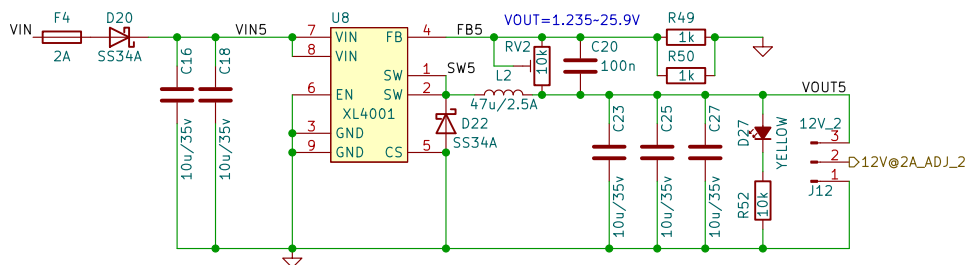 VIN
F4
2A
D20
SS34A
C16
10u/35v
C18
10u/35v
VIN5
U8
7 VIN FB 4
8 VIN
SW 1
6 EN SW 2
XL4001
3 GND
9 GND CS 5
FB5
SW5
D22
SS34A
L2
47u/2.5A
VOUT=1.235~25.9V
RV2
10k
C20
100n
R49
1k
R50
1k
C23
10u/35v
C25
10u/35v
C27
10u/35v
D27
YELLOW
R52
10k
VOUT5
12V_2
3
2
1
J12
12V@2A_ADJ_2